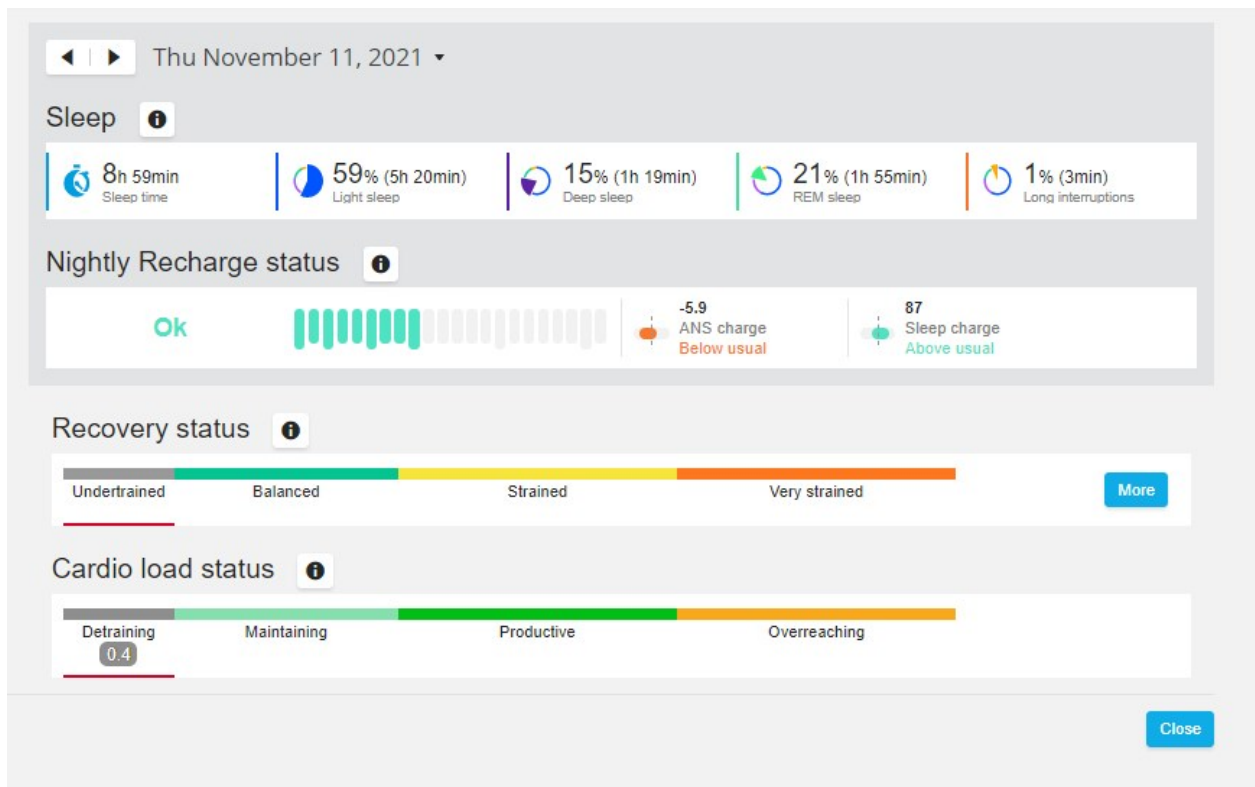 Thu November 11, 2021
Sleep
8h 59min
Sleep time
59% (5h 20min)
Light sleep
15% (1h 19min)
Deep sleep
21% (1h 55min)
REM sleep
1% (3min)
Long interruptions
Nightly Recharge status
Ok
-5.9
ANS charge
Below usual
87
Sleep charge
Above usual
Recovery status
Undertrained Balanced Strained Very strained
More
Cardio load status
Detraining Maintaining Productive Overreaching
0.4
Close